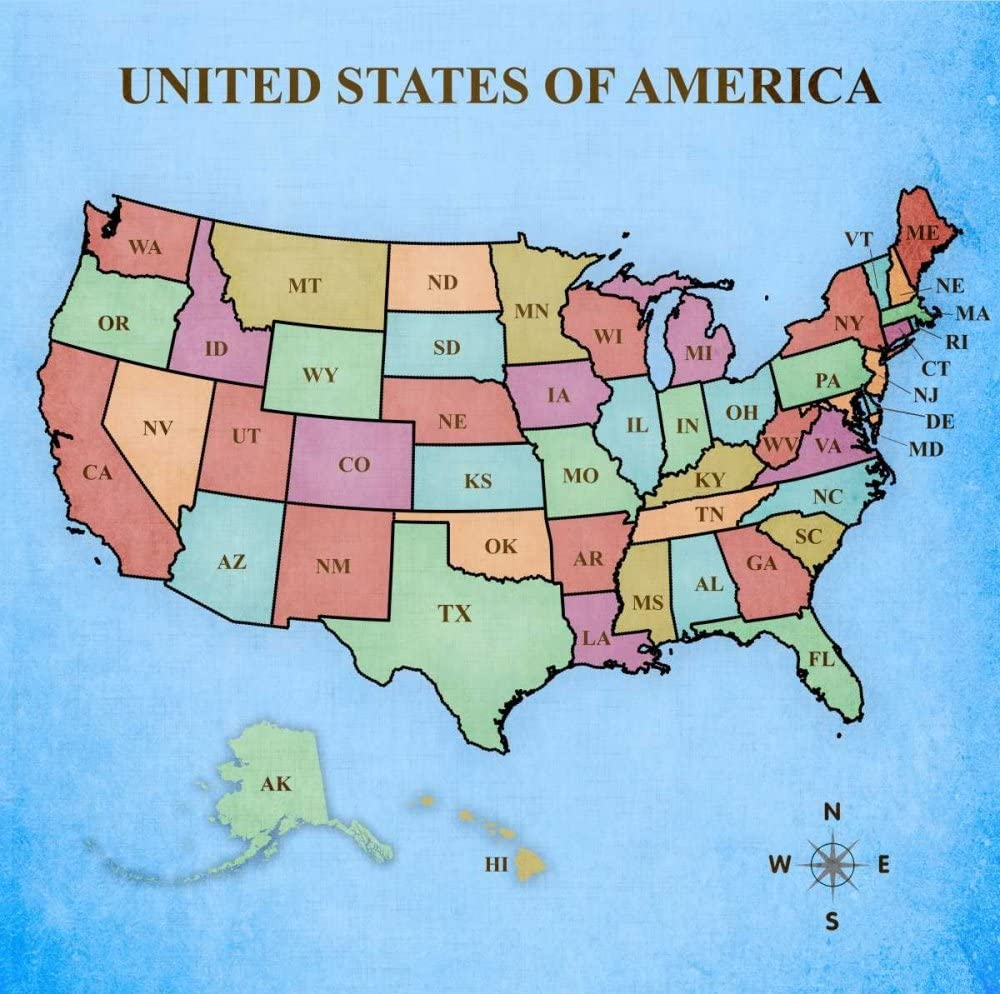 UNITED STATES OF AMERICA
VT
ME
WA
MT
ND
NE
MN
MA
OR
NY
WI
RI
ID
SD
MI
CT
WY
PA
NJ
IA
OH
DE
NE
IL
IN
NV
UT
WV
VA
MD
CO
CA
KS
MO
KY
NC
TN
SC
OK
AR
AZ
NM
GA
AL
MS
TX
LA
FL
AK
N
HI
W
E
S